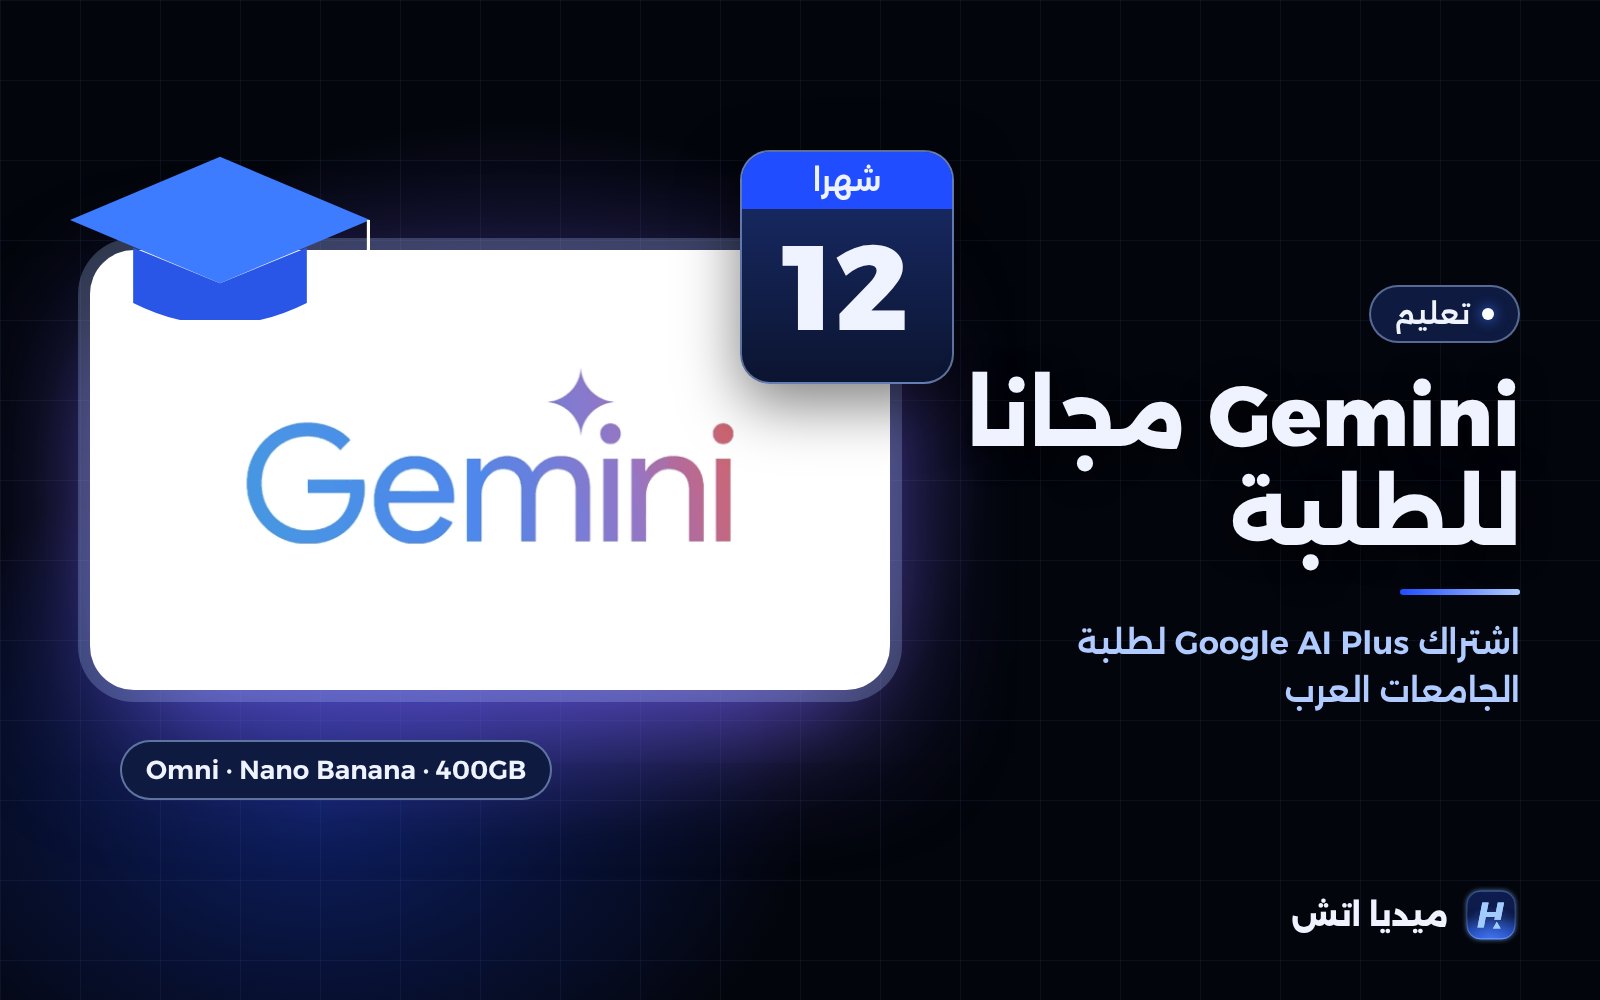 شهرا
12
تعليم
Gemini مجانا
للطلبة
اشتراك Google AI Plus لطلبة
الجامعات العرب
Gemini
Omni · Nano Banana · 400GB
ميديا اتش